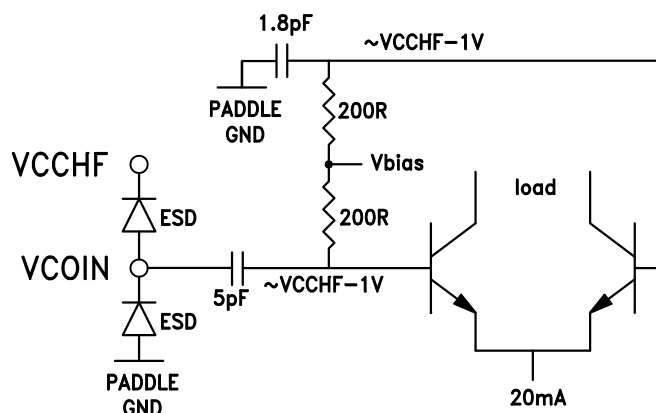 1.8pF
~VCCHF-1V
PADDLE
GND
200R
VCCHF
Vbias
ESD
200R
load
VCOIN
5pF
~VCCHF-1V
ESD
PADDLE
GND
20mA